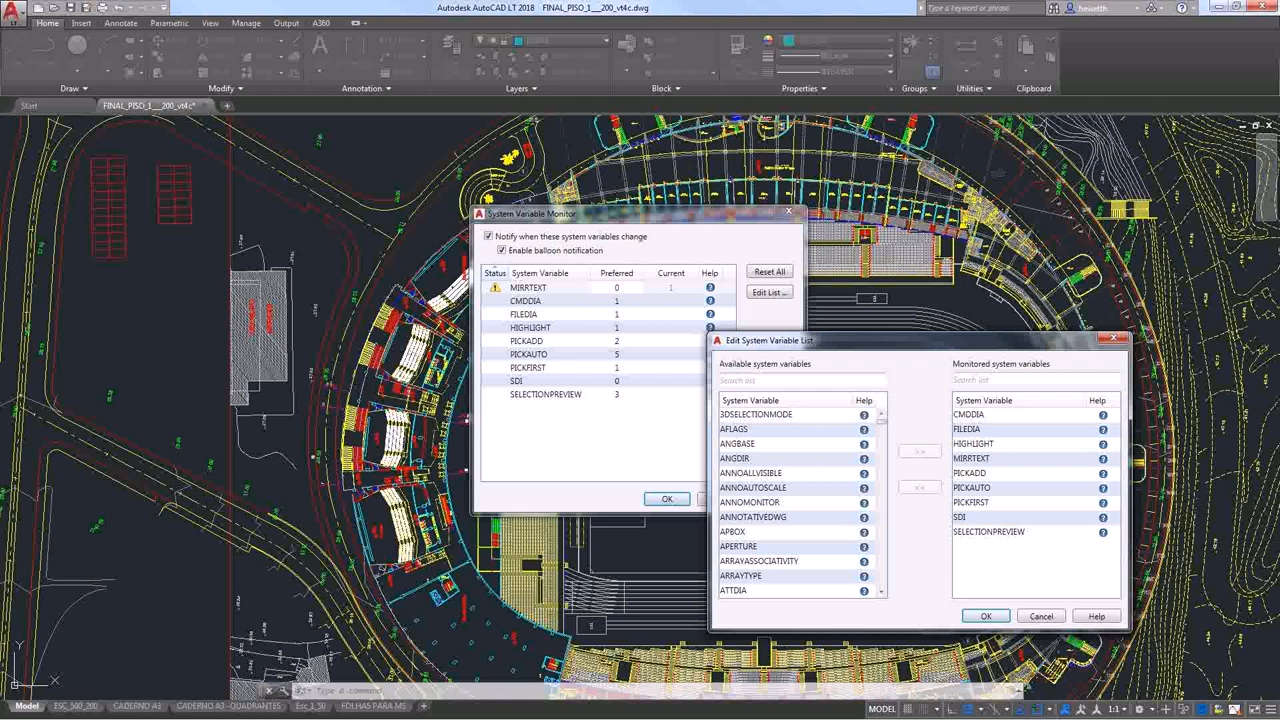 Autodesk AutoCAD LT 2018 FINAL_PISO_1___200_vt4c.dwg
Type a keyword or phrase
LT
Home Insert Annotate Parametric View Manage Output A360
Draw Modify Annotation Layers Block Properties Groups Utilities Clipboard
Start FINAL_PISO_1___200_vt4c*
System Variable Monitor
Notify when these system variables change
Enable balloon notification
Status System Variable Preferred Current Help
MIRRTEXT 0 1
CMDDIA 1
FILEDIA 1
HIGHLIGHT 1
PICKADD 2
PICKAUTO 5
PICKFIRST 1
SDI 0
SELECTIONPREVIEW 3
Reset All
Edit List ...
OK
Edit System Variable List
Available system variables
Search list
System Variable Help
3DSELECTIONMODE
AFLAGS
ANGBASE
ANGDIR
ANNOALLVISIBLE
ANNOAUTOSCALE
ANNOMONITOR
ANNOTATIVEDWG
APBOX
APERTURE
ARRAYASSOCIATIVITY
ARRAYTYPE
ATTDIA
>>
<<
Monitored system variables
Search list
System Variable Help
CMDDIA
FILEDIA
HIGHLIGHT
MIRRTEXT
PICKADD
PICKAUTO
PICKFIRST
SDI
SELECTIONPREVIEW
OK Cancel Help
Type a command
Model ESC_500_200 CADERNO A3 CADERNO A3 -QUADRANTES Esc_1_50 FOLHAS PARA MS
MODEL 1:1